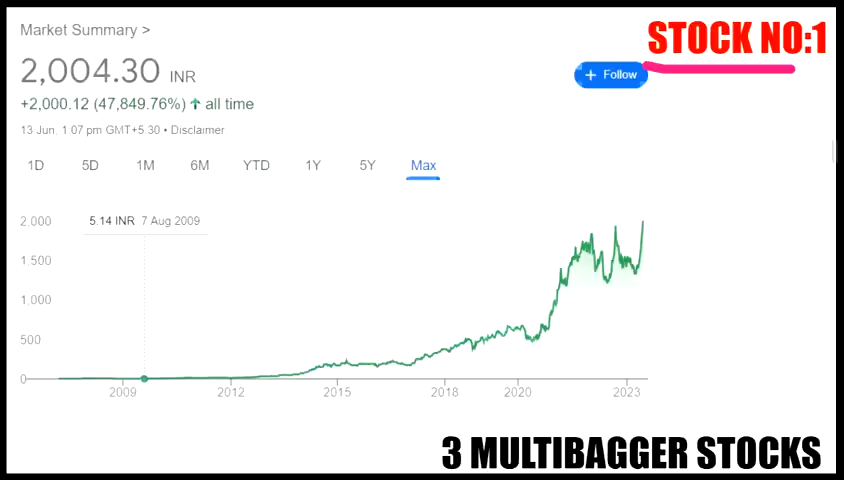 Market Summary >
STOCK NO:1
2,004.30 INR
+ Follow
+2,000.12 (47,849.76%) ↑ all time
13 Jun, 1:07 pm GMT+5:30 • Disclaimer
1D 5D 1M 6M YTD 1Y 5Y Max
5.14 INR 7 Aug 2009
2,000
1,500
1,000
500
0
2009 2012 2015 2018 2020 2023
3 MULTIBAGGER STOCKS